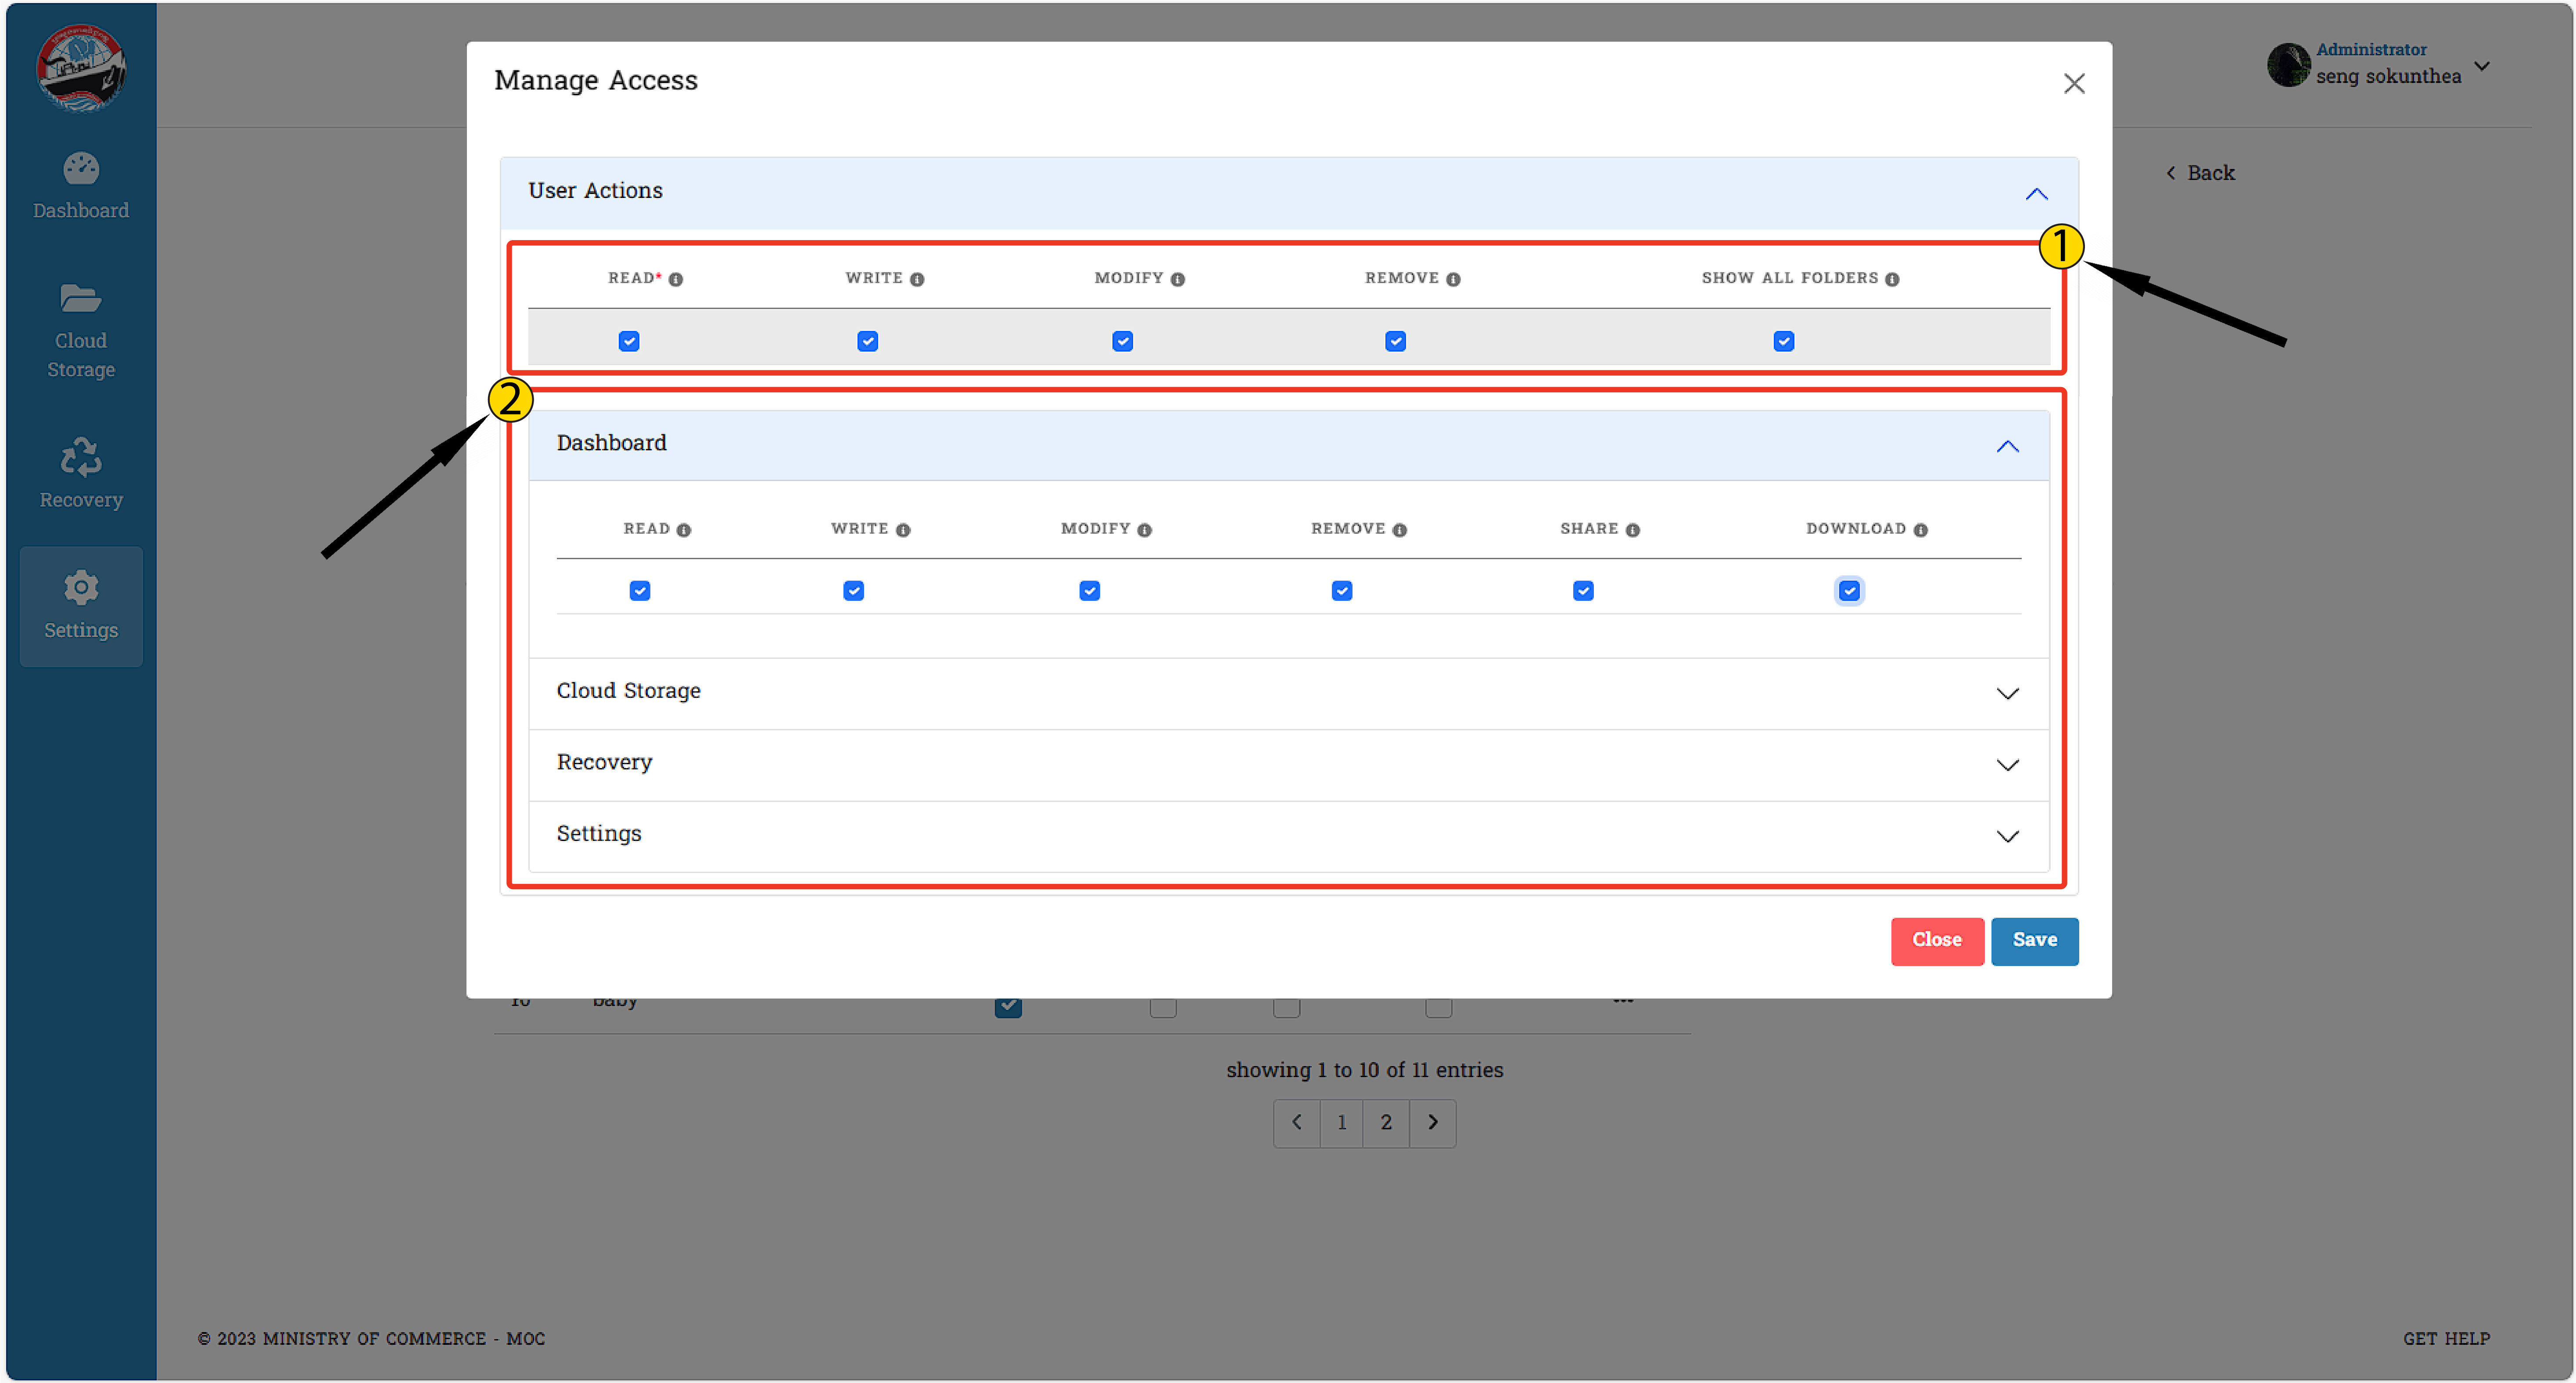 Administrator
seng sokunthea
Dashboard
Cloud
Storage
Recovery
Settings
Back
Manage Access
User Actions
1
READ* WRITE MODIFY REMOVE SHOW ALL FOLDERS
2
Dashboard
READ WRITE MODIFY REMOVE SHARE DOWNLOAD
Cloud Storage
Recovery
Settings
Close Save
10 baby
showing 1 to 10 of 11 entries
1 2
© 2023 MINISTRY OF COMMERCE - MOC
GET HELP